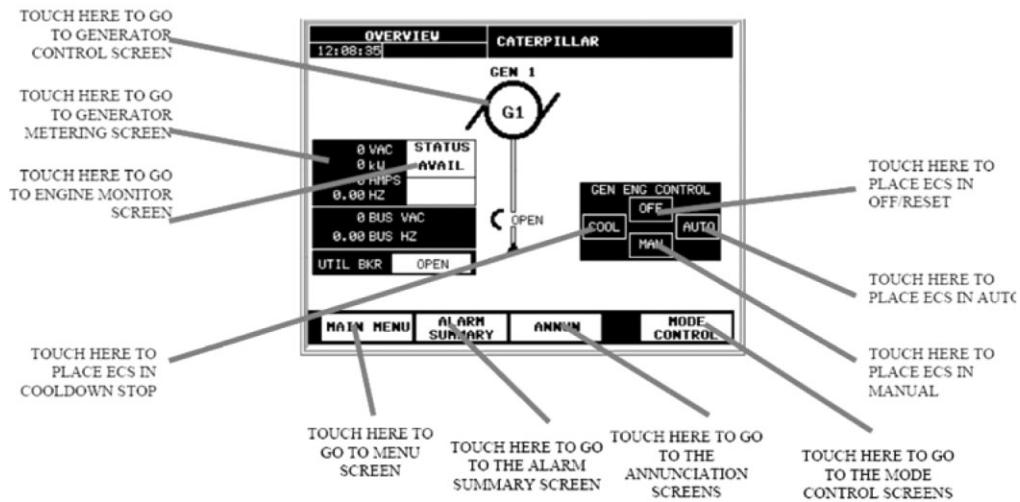 TOUCH HERE TO GO
TO GENERATOR
CONTROL SCREEN
TOUCH HERE TO GO
TO GENERATOR
METERING SCREEN
TOUCH HERE TO GO
TO ENGINE MONITOR
SCREEN
TOUCH HERE TO
PLACE ECS IN
COOLDOWN STOP
OVERVIEW
12:08:35
CATERPILLAR
GEN 1
G1
0 VAC
0 kW
0 AMPS
0.00 HZ
STATUS
AVAIL
0 BUS VAC
0.00 BUS HZ
UTIL BKR OPEN
OPEN
GEN ENG CONTROL
OFF
COOL
AUTO
MAN
MAIN MENU
ALARM
SUMMARY
ANNUN
MODE
CONTROL
TOUCH HERE TO
PLACE ECS IN
OFF/RESET
TOUCH HERE TO
PLACE ECS IN AUTO
TOUCH HERE TO
PLACE ECS IN
MANUAL
TOUCH HERE TO
GO TO MENU
SCREEN
TOUCH HERE TO GO
TO THE ALARM
SUMMARY SCREEN
TOUCH HERE TO GO
TO THE
ANNUNCIATION
SCREENS
TOUCH HERE TO GO
TO THE MODE
CONTROL SCREENS